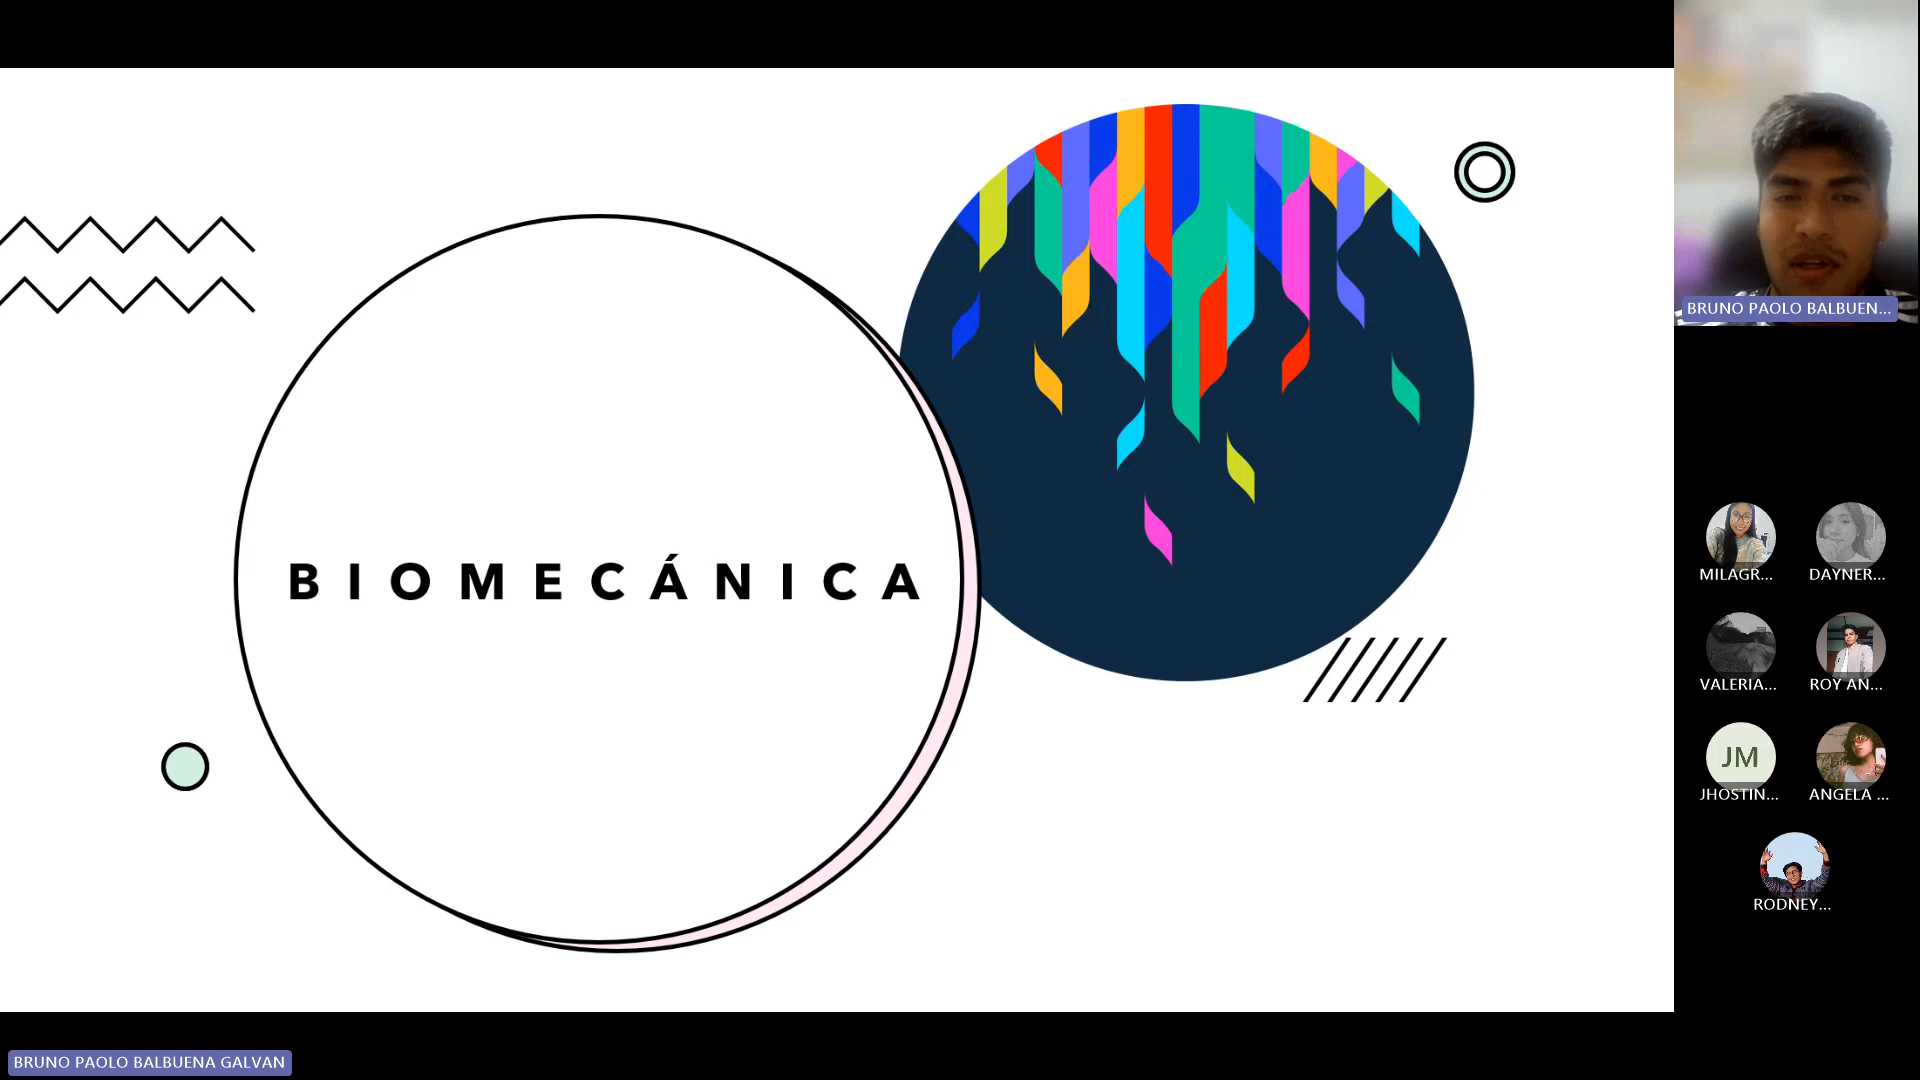 BIOMECÁNICA
BRUNO PAOLO BALBUEN...
MILAGR...
DAYNER...
VALERIA...
ROY AN...
JM
JHOSTIN...
ANGELA ...
RODNEY...
BRUNO PAOLO BALBUENA GALVAN